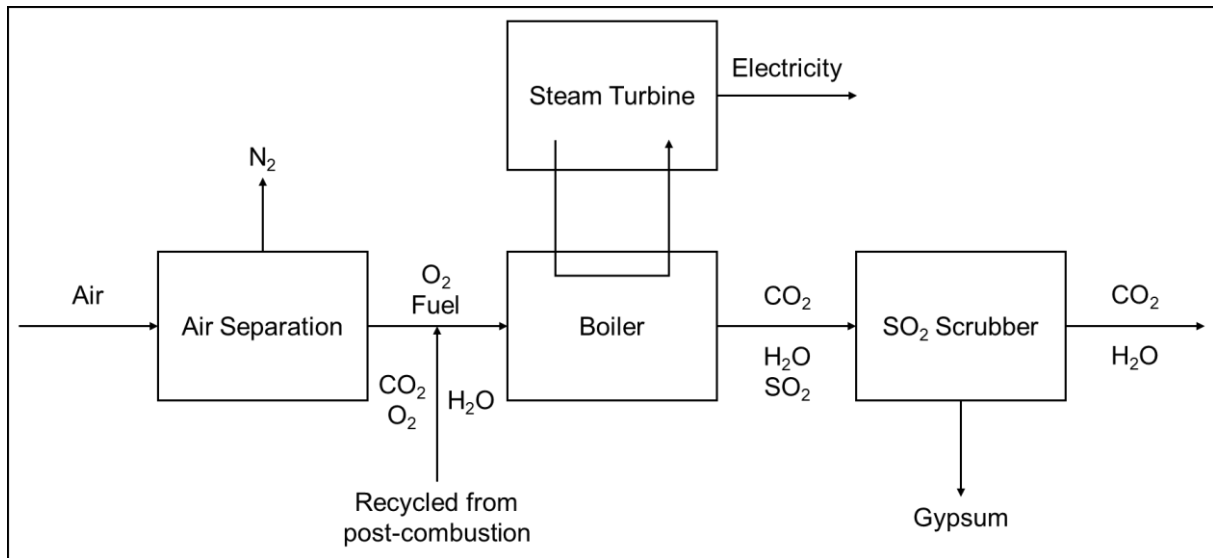 Steam Turbine
Electricity
N₂
Air
Air Separation
O₂
Fuel
CO₂
O₂
H₂O
Recycled from
post-combustion
Boiler
CO₂
H₂O
SO₂
SO₂ Scrubber
CO₂
H₂O
Gypsum